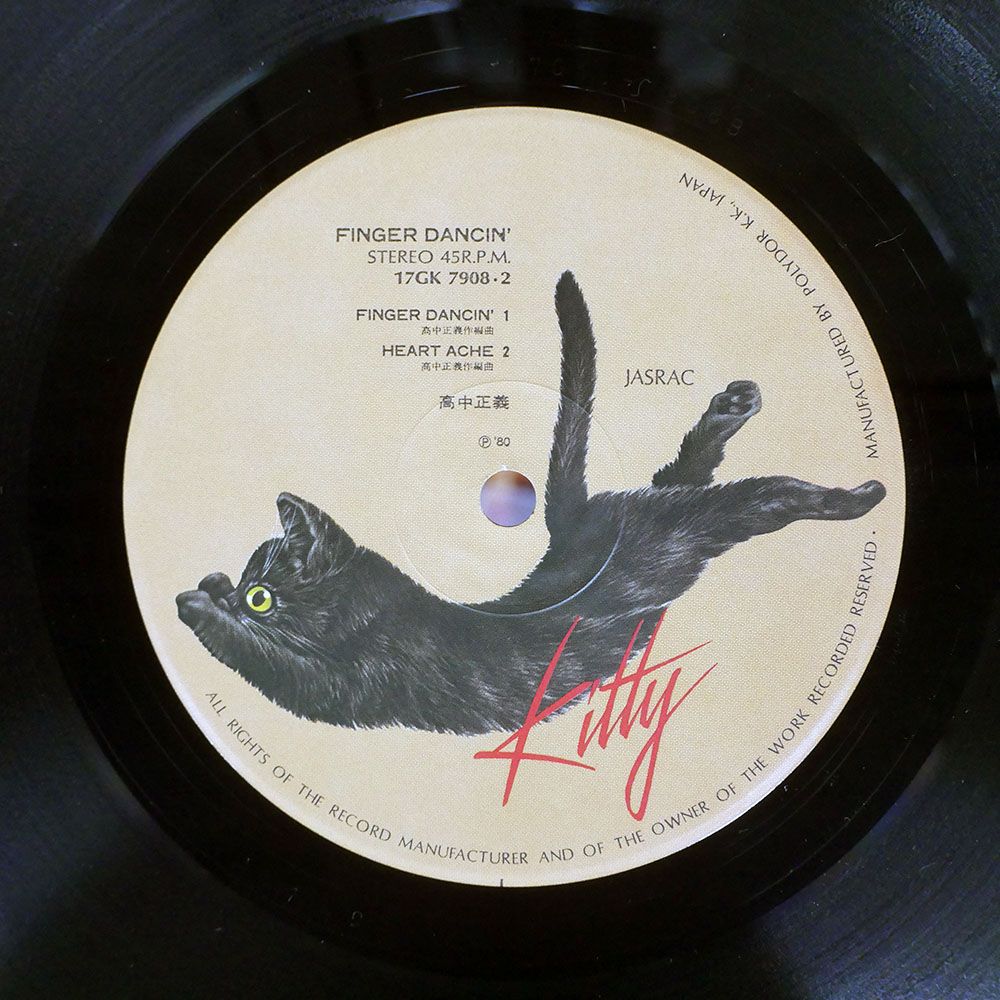 FINGER DANCIN'
STEREO 45R.P.M.
17GK 7908・2
FINGER DANCIN' 1
高中正義作編曲
HEART ACHE 2
高中正義作編曲
高中正義
JASRAC
Ⓟ '80
Kitty
ALL RIGHTS OF THE RECORD MANUFACTURER AND OF THE OWNER OF THE WORK RECORDED RESERVED・ MANUFACTURED BY POLYDOR K.K., JAPAN